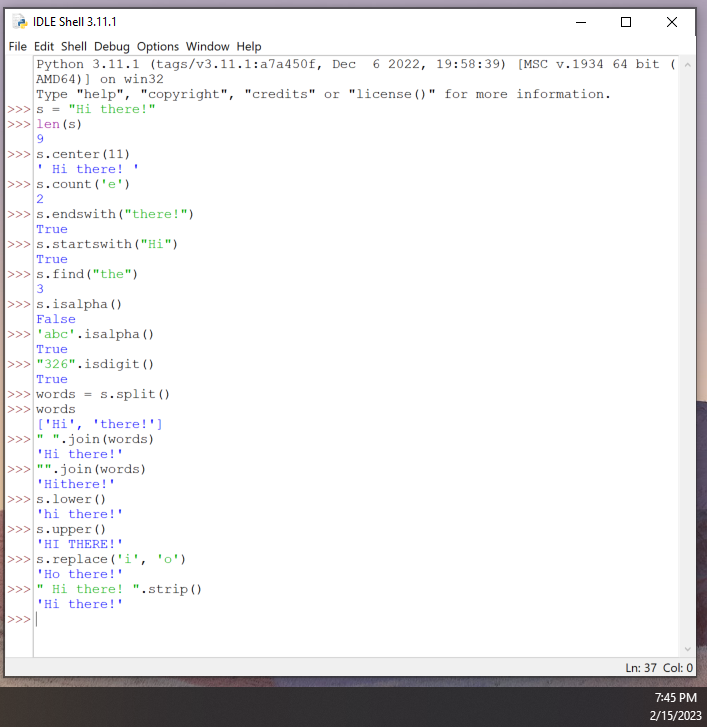 IDLE Shell 3.11.1
File Edit Shell Debug Options Window Help
Python 3.11.1 (tags/v3.11.1:a7a450f, Dec  6 2022, 19:58:39) [MSC v.1934 64 bit (
AMD64)] on win32
Type "help", "copyright", "credits" or "license()" for more information.
>>> s = "Hi there!"
>>> len(s)
9
>>> s.center(11)
' Hi there! '
>>> s.count('e')
2
>>> s.endswith("there!")
True
>>> s.startswith("Hi")
True
>>> s.find("the")
3
>>> s.isalpha()
False
>>> 'abc'.isalpha()
True
>>> "326".isdigit()
True
>>> words = s.split()
>>> words
['Hi', 'there!']
>>> " ".join(words)
'Hi there!'
>>> "".join(words)
'Hithere!'
>>> s.lower()
'hi there!'
>>> s.upper()
'HI THERE!'
>>> s.replace('i', 'o')
'Ho there!'
>>> " Hi there! ".strip()
'Hi there!'
>>>
Ln: 37 Col: 0
7:45 PM
2/15/2023